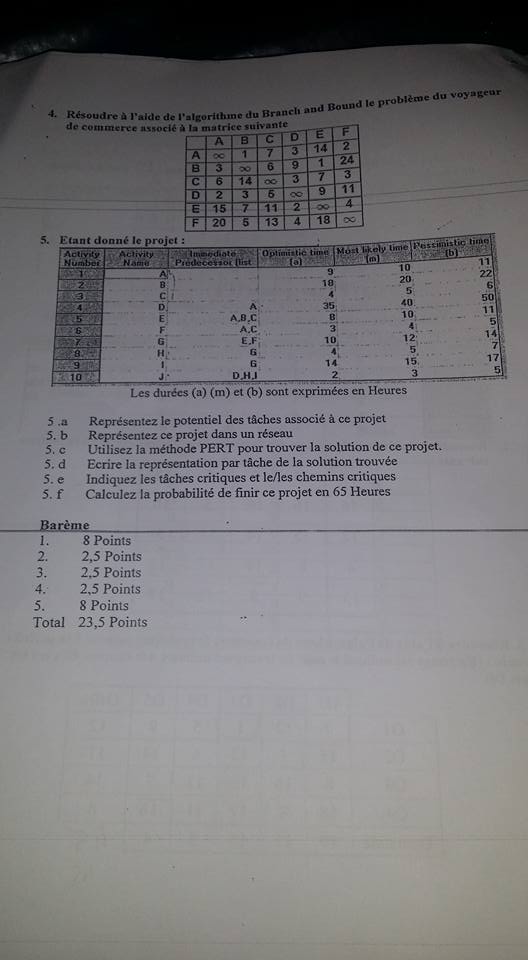 4. Résoudre à l'aide de l'algorithme du Branch and Bound le problème du voyageur
de commerce associé à la matrice suivante
A B C D E F
A ∞ 1 7 3 14 2
B 3 ∞ 6 9 1 24
C 6 14 ∞ 3 7 3
D 2 3 5 ∞ 9 11
E 15 7 11 2 ∞ 4
F 20 5 13 4 18 ∞
5. Etant donné le projet :
Activity Number Activity Name Immediate Predecessor (list Optimistic time (a) Most likely time (m) Pessimistic time (b)
1 A 9 10 11
2 B 18 20 22
3 C 4 5 6
4 D A 35 40 50
5 E A,B,C 8 10 11
6 F A,C 3 4 5
7 G E,F 10 12 14
8 H G 4 5 7
9 I G 14 15 17
10 J D,H,I 2 3 5
Les durées (a) (m) et (b) sont exprimées en Heures
5 .a Représentez le potentiel des tâches associé à ce projet
5. b Représentez ce projet dans un réseau
5. c Utilisez la méthode PERT pour trouver la solution de ce projet.
5. d Ecrire la représentation par tâche de la solution trouvée
5. e Indiquez les tâches critiques et le/les chemins critiques
5. f Calculez la probabilité de finir ce projet en 65 Heures
Barème
1. 8 Points
2. 2,5 Points
3. 2,5 Points
4. 2,5 Points
5. 8 Points
Total 23,5 Points